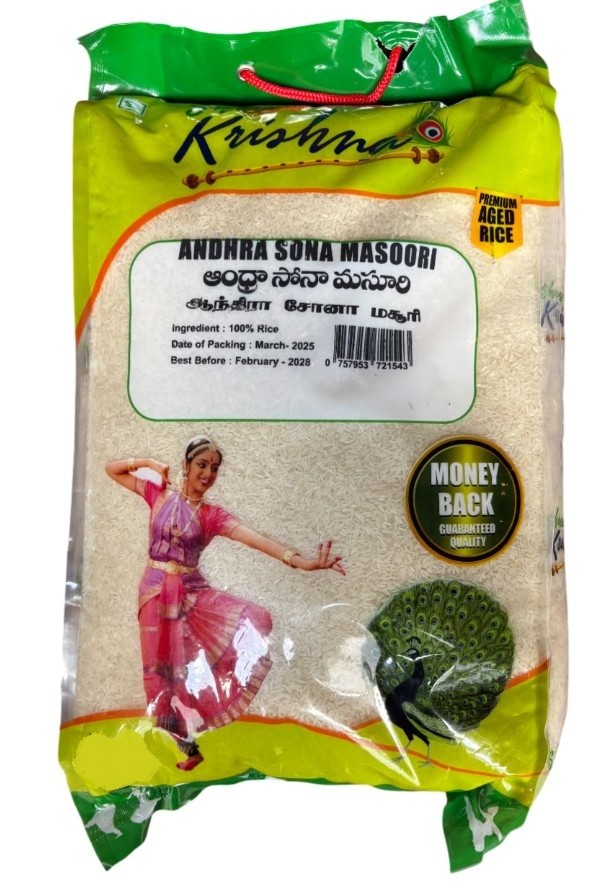 Krishna
PREMIUM
AGED
RICE
ANDHRA SONA MASOORI
ఆంధ్రా సోనా మసూరి
ஆந்திரா சோனா மசூரி
Ingredient : 100% Rice
Date of Packing : March- 2025
Best Before : February - 2028
0 757953 721543
MONEY
BACK
GUARANTEED
QUALITY